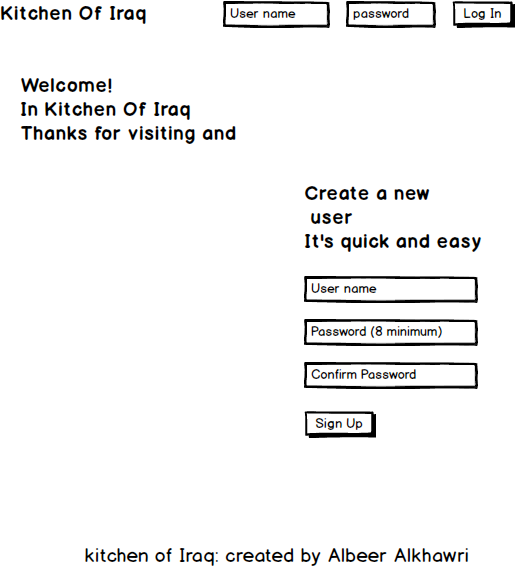 Kitchen Of Iraq
User name
password
Log In
Welcome!
In Kitchen Of Iraq
Thanks for visiting and
Create a new
user
It's quick and easy
User name
Password (8 minimum)
Confirm Password
Sign Up
kitchen of Iraq: created by Albeer Alkhawri